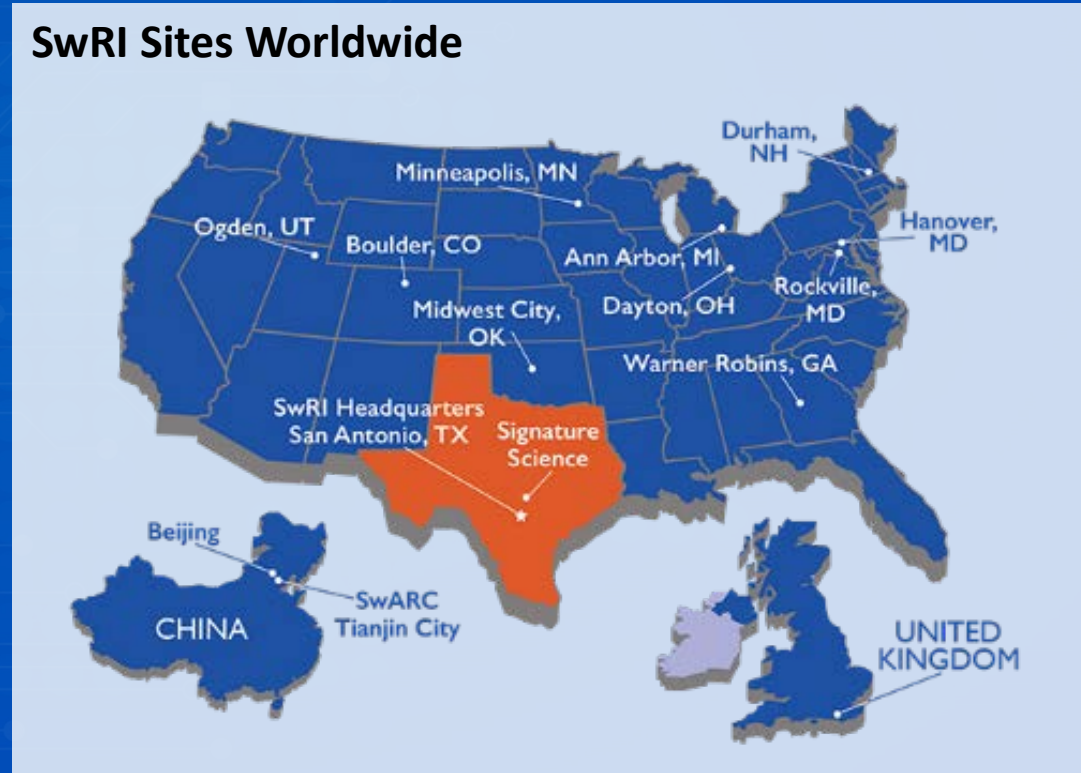 SwRI Sites Worldwide
Durham,
NH
Minneapolis, MN
Hanover,
MD
Ogden, UT
Boulder, CO
Ann Arbor, MI
Rockville,
MD
Dayton, OH
Midwest City,
OK
Warner Robins, GA
SwRI Headquarters
San Antonio, TX
Signature
Science
Beijing
SwARC
Tianjin City
CHINA
UNITED
KINGDOM